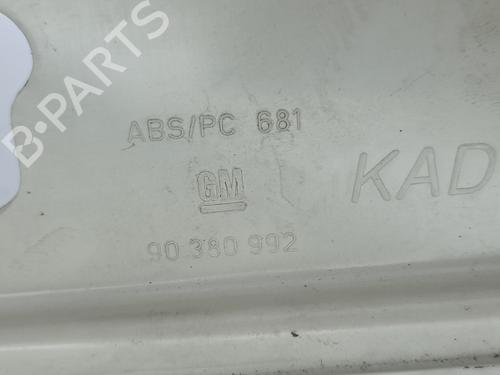 B-PARTS
ABS/PC 681
GM
KAD
90 380 992